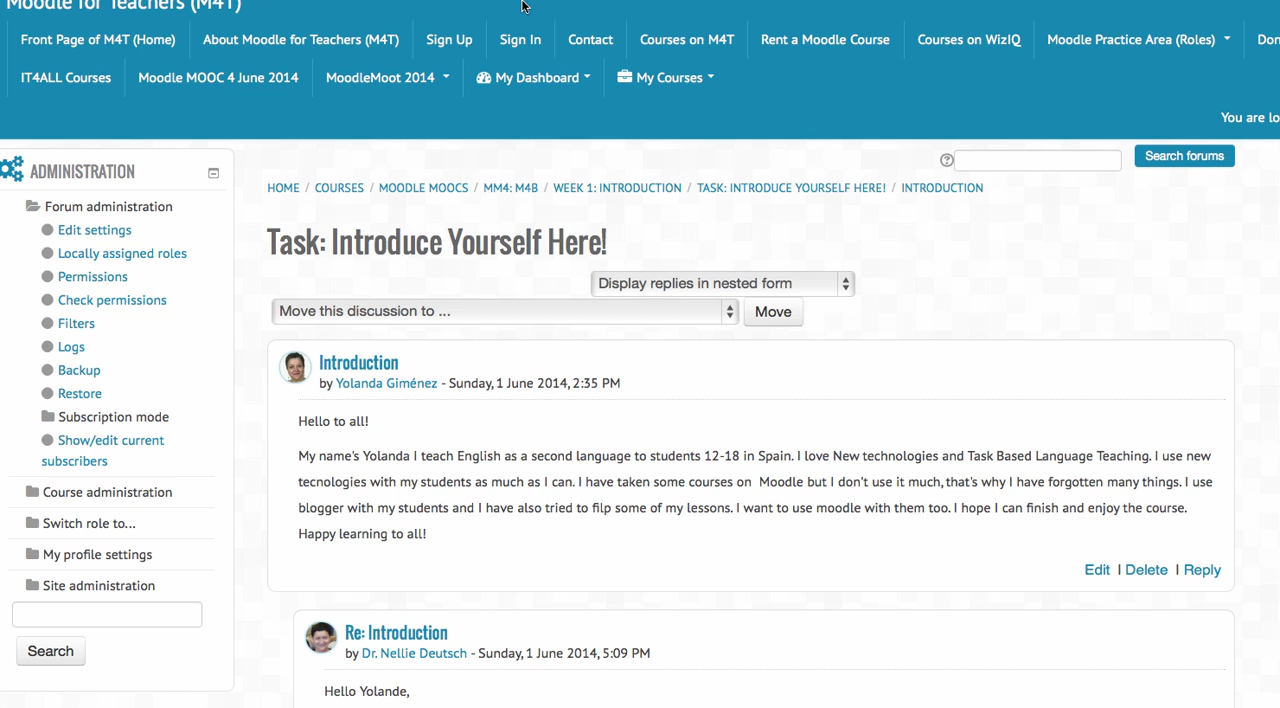 Moodle for Teachers (M4T)
Front Page of M4T (Home) About Moodle for Teachers (M4T) Sign Up Sign In Contact Courses on M4T Rent a Moodle Course Courses on WizIQ Moodle Practice Area (Roles) Don
IT4ALL Courses Moodle MOOC 4 June 2014 MoodleMoot 2014 My Dashboard My Courses
You are lo
ADMINISTRATION
Forum administration
Edit settings
Locally assigned roles
Permissions
Check permissions
Filters
Logs
Backup
Restore
Subscription mode
Show/edit current
subscribers
Course administration
Switch role to...
My profile settings
Site administration
Search
Search forums
HOME / COURSES / MOODLE MOOCS / MM4: M4B / WEEK 1: INTRODUCTION / TASK: INTRODUCE YOURSELF HERE! / INTRODUCTION
Task: Introduce Yourself Here!
Display replies in nested form
Move this discussion to ... Move
Introduction
by Yolanda Giménez - Sunday, 1 June 2014, 2:35 PM
Hello to all!
My name's Yolanda I teach English as a second language to students 12-18 in Spain. I love New technologies and Task Based Language Teaching. I use new
tecnologies with my students as much as I can. I have taken some courses on Moodle but I don't use it much, that's why I have forgotten many things. I use
blogger with my students and I have also tried to filp some of my lessons. I want to use moodle with them too. I hope I can finish and enjoy the course.
Happy learning to all!
Edit | Delete | Reply
Re: Introduction
by Dr. Nellie Deutsch - Sunday, 1 June 2014, 5:09 PM
Hello Yolande,